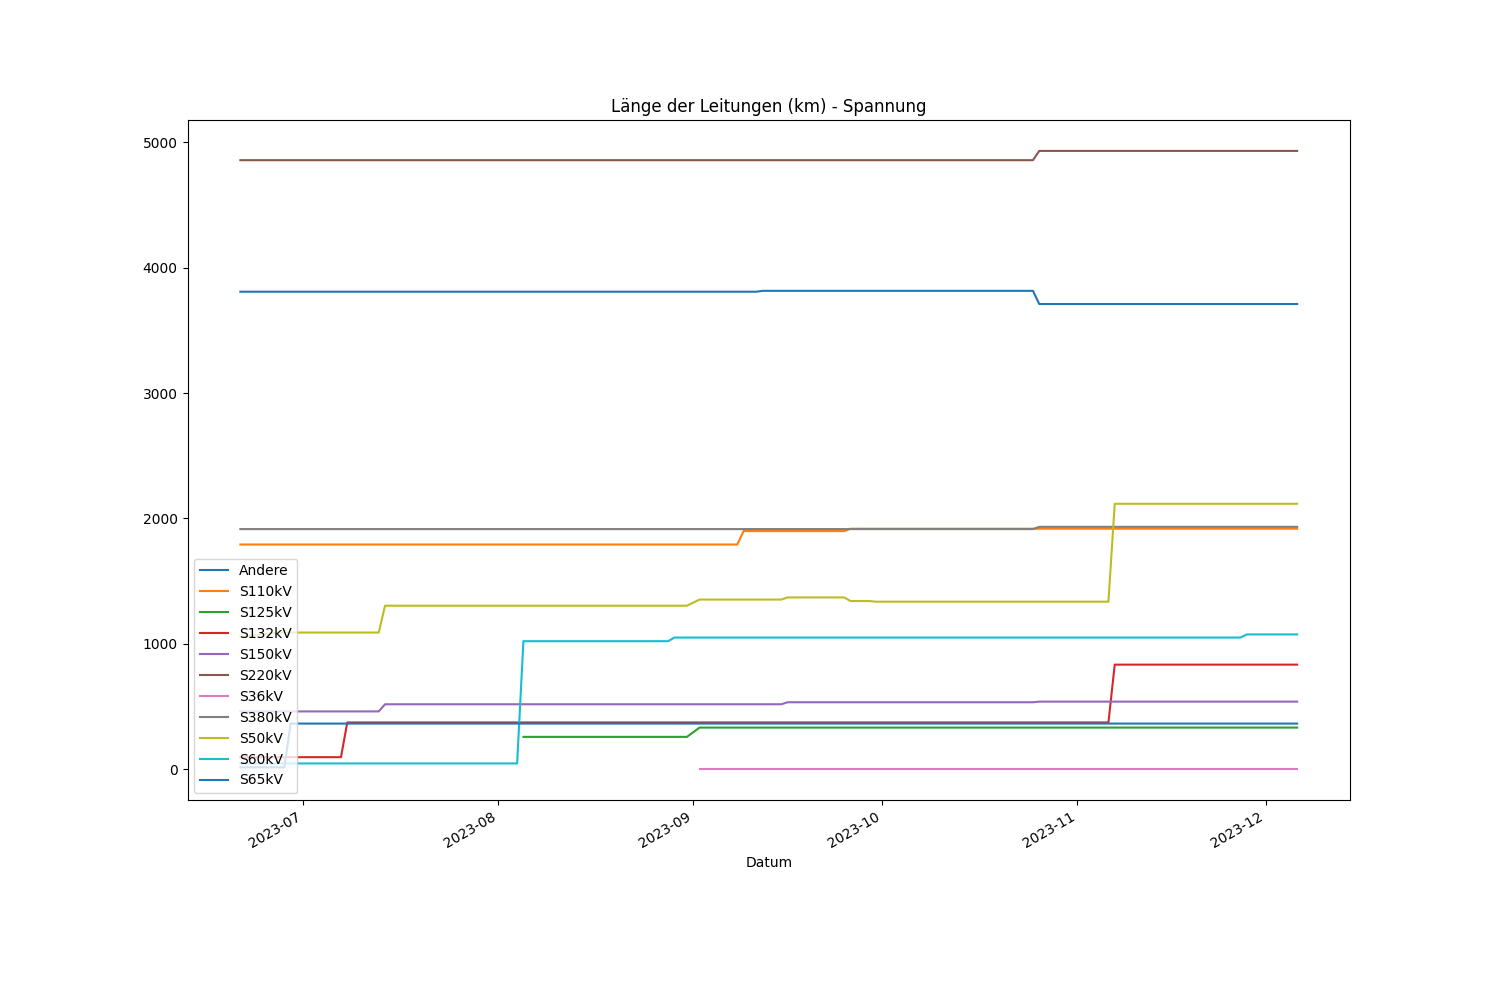 Länge der Leitungen (km) - Spannung
5000
4000
3000
2000
1000
0
Andere
S110kV
S125kV
S132kV
S150kV
S220kV
S36kV
S380kV
S50kV
S60kV
S65kV
2023-07
2023-08
2023-09
2023-10
2023-11
2023-12
Datum